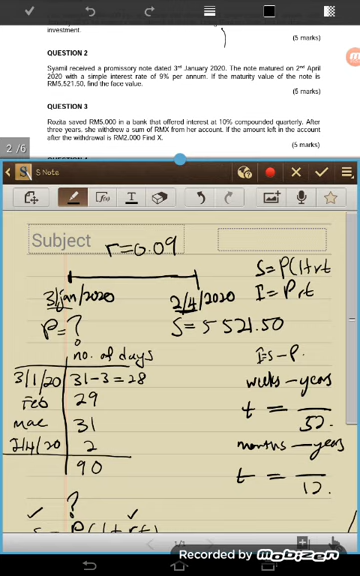 investment.
(5 marks)
QUESTION 2
Syamil received a promissory note dated 3rd January 2020. The note matured on 2nd April
2020 with a simple interest rate of 9% per annum. If the maturity value of the note is
RM5,521.50, find the face value.
(5 marks)
QUESTION 3
Rozita saved RM5,000 in a bank that offered interest at 10% compounded quarterly. After
three years, she withdrew a sum of RMX from her account. If the amount left in the account
after the withdrawal is RM2,000 Find X.
(5 marks)
2/6
S Note
Subject
r=0.09
S=P(1+rt
I=Prt
3/Jan/2020
2/4/2020
P=?
S=5521.50
I=S-P.
no. of days
3/1/20 31-3=28
Feb 29
mac 31
2/4/20 2
90
weeks-years
t = 52.
months-years
t = 12.
?
S = P(1+rt)
Recorded by Mobizen